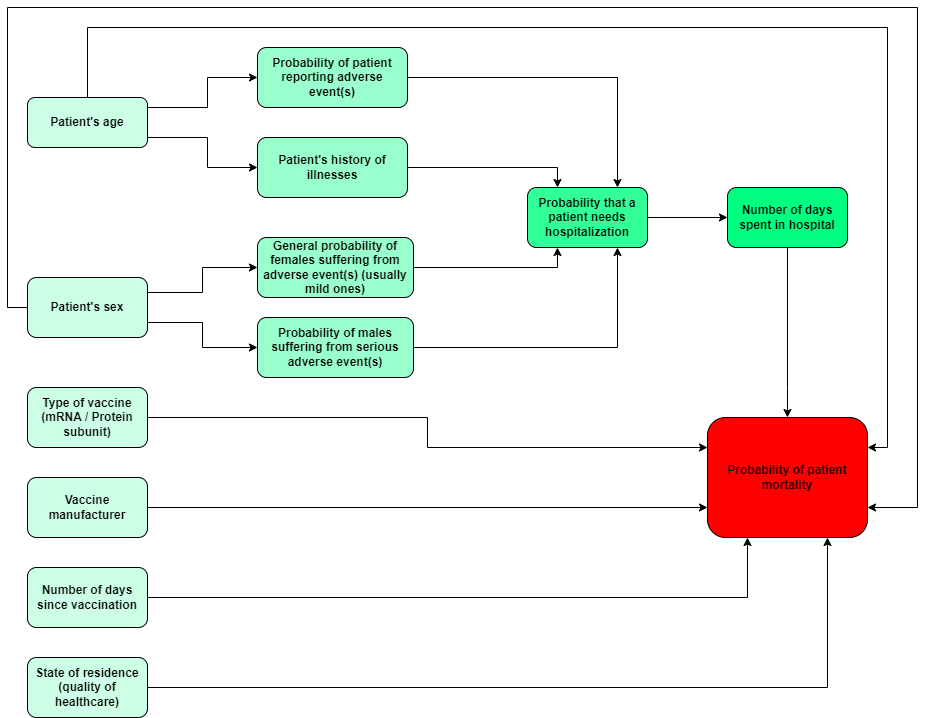 Probability of patient
reporting adverse
event(s)
Patient's age
Patient's history of
illnesses
Probability that a
patient needs
hospitalization
Number of days
spent in hospital
General probability of
females suffering from
adverse event(s) (usually
mild ones)
Patient's sex
Probability of males
suffering from serious
adverse event(s)
Type of vaccine
(mRNA / Protein
subunit)
Probability of patient
mortality
Vaccine
manufacturer
Number of days
since vaccination
State of residence
(quality of
healthcare)